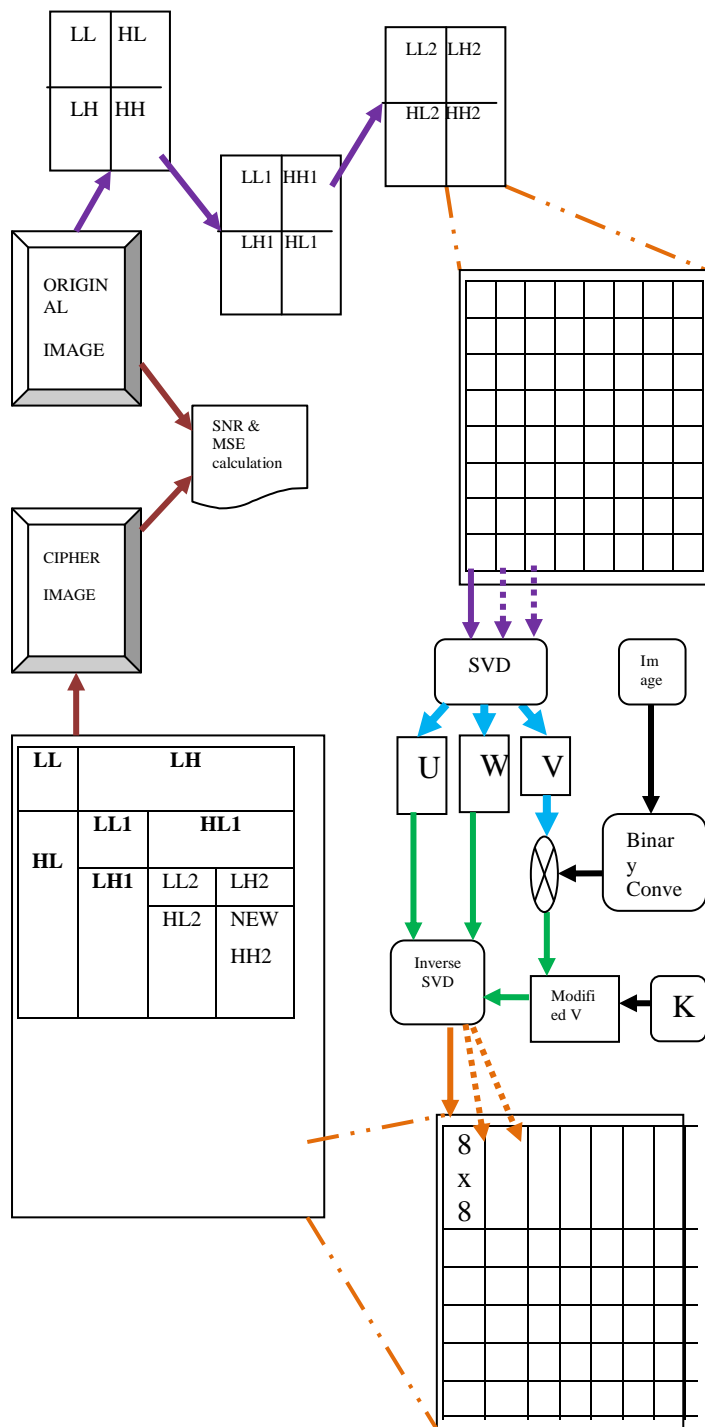 LL HL
LH HH
LL2 LH2
HL2 HH2
LL1 HH1
LH1 HL1
ORIGIN
AL
IMAGE
SNR &
MSE
calculation
CIPHER
IMAGE
SVD
Im
age
U W V
Binar
y
Conve
LL LH
LL1 HL1
HL
LH1 LL2 LH2
HL2 NEW
HH2
Inverse
SVD
Modifi
ed V
K
8
x
8